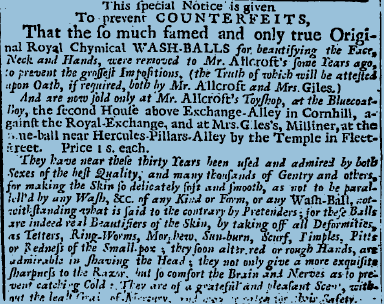 This special Notice is given
To prevent COUNTERFEITS,
That the so much famed and only true Origi-
nal Royal Chymical WASH-BALLS for beautifying the Face,
Neck and Hands, were removed to Mr. Allcroft's some Years ago,
to prevent the grossest Impositions, (the Truth of which will be attested
upon Oath, if required, both by Mr. Allcroft and Mrs. Giles.)
And are now sold only at Mr. Allcroft's Toyshop, at the Bluecoat-
Boy, the second House above Exchange-Alley in Cornhill, a-
gainst the Royal-Exchange, and at Mrs. Giles's, Milliner, at the
-ne-ball near Hercules-Pillars-Alley by the Temple in Fleet-
street. Price 1 s. each.
They have near these thirty Years been used and admired by both
Sexes of the best Quality, and many thousands of Gentry and others,
for making the Skin so delicately soft and smooth, as not to be paral-
lell'd by any Wash, &c. of any Kind or Form, or any Wash-Ball, not-
withstanding what is said to the contrary by Pretenders; for these Balls
are indeed real Beautifiers of the Skin, by taking off all Deformities,
as Tetters, Ring-Worms, Morphew, Sun-burn, Scurf, Pimples, Pitts
or Redness of the Small-pox; they soon alter red or rough Hands, are
admirable in shaving the Head; they not only give a more exquisite
sharpness to the Razor, but so comfort the Brain and Nerves as to pre-
vent catching Cold: They are of a grateful and pleasant Scent, with-
out the least Grain of Mercury, Safety.